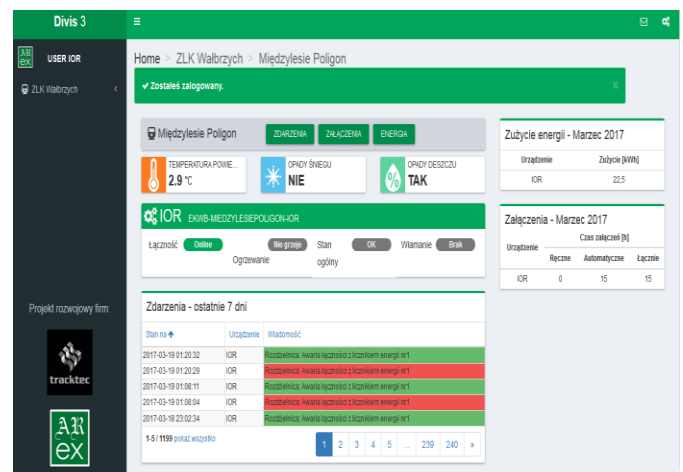 Divis 3
AR
ex
USER IOR
ZLK Wałbrzych
Projekt rozwojowy firm:
tracktec
AR
ex
Home > ZLK Wałbrzych > Międzylesie Poligon
Zostałeś zalogowany.
X
Międzylesie Poligon
ZDARZENIA ZAŁĄCZENIA ENERGIA
TEMPERATURA POWIE...
2.9 °C
OPADY ŚNIEGU
NIE
OPADY DESZCZU
TAK
IOR EKWB-MIEDZYLESIEPOLIGON-IOR
Łączność Online
Nie grzeje
Ogrzewanie
Stan ogólny
OK
Włamanie Brak
Zdarzenia - ostatnie 7 dni
Stan na Urządzenie Wiadomość
2017-03-19 01:20:32 IOR Rozdzielnica: Awaria łączności z licznikiem energii nr1
2017-03-19 01:20:29 IOR Rozdzielnica: Awaria łączności z licznikiem energii nr1
2017-03-19 01:08:11 IOR Rozdzielnica: Awaria łączności z licznikiem energii nr1
2017-03-19 01:08:04 IOR Rozdzielnica: Awaria łączności z licznikiem energii nr1
2017-03-18 23:02:34 IOR Rozdzielnica: Awaria łączności z licznikiem energii nr1
1-5 / 1199 pokaż wszystko
1 2 3 4 5 ... 239 240 »
Zużycie energii - Marzec 2017
Urządzenie Zużycie [kWh]
IOR 22,5
Załączenia - Marzec 2017
Urządzenie
Czas załączeń [h]
Ręczne Automatyczne Łącznie
IOR 0 15 15